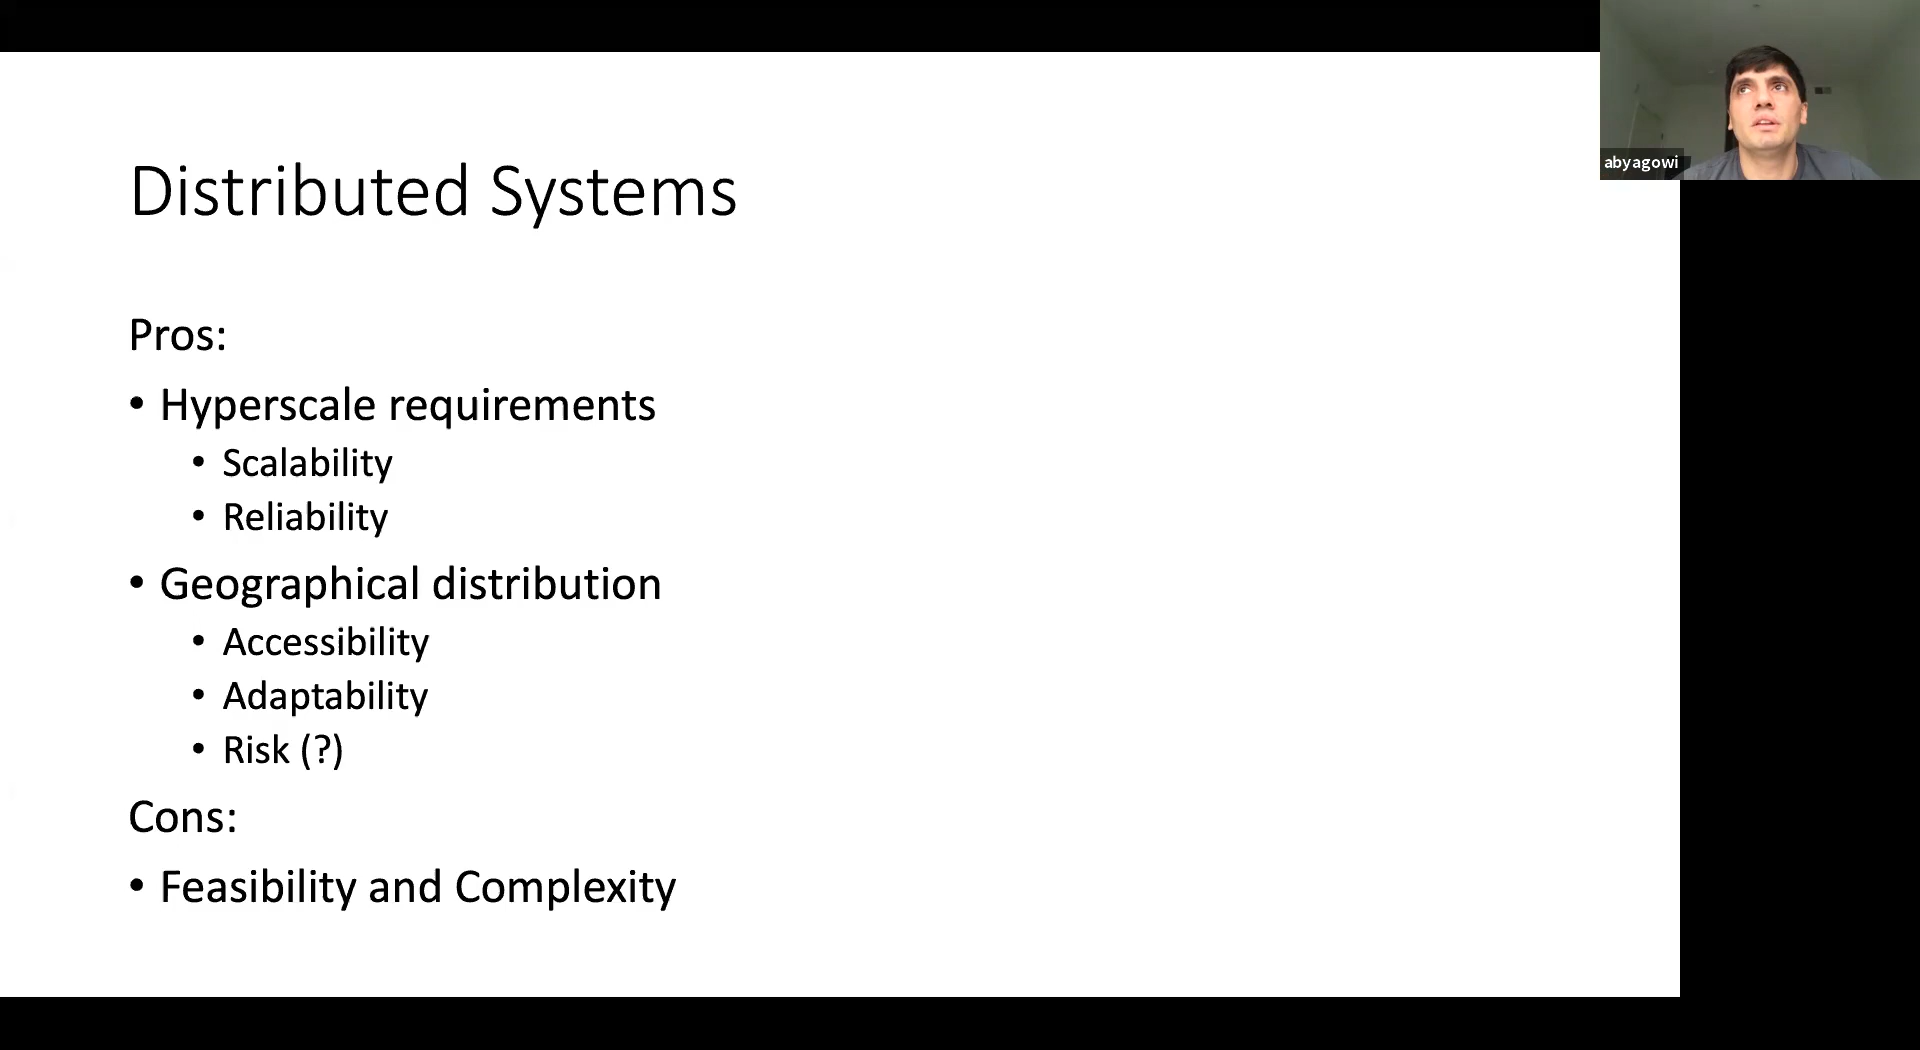 Distributed Systems
Pros:
• Hyperscale requirements
• Scalability
• Reliability
• Geographical distribution
• Accessibility
• Adaptability
• Risk (?)
Cons:
• Feasibility and Complexity
abyagowi